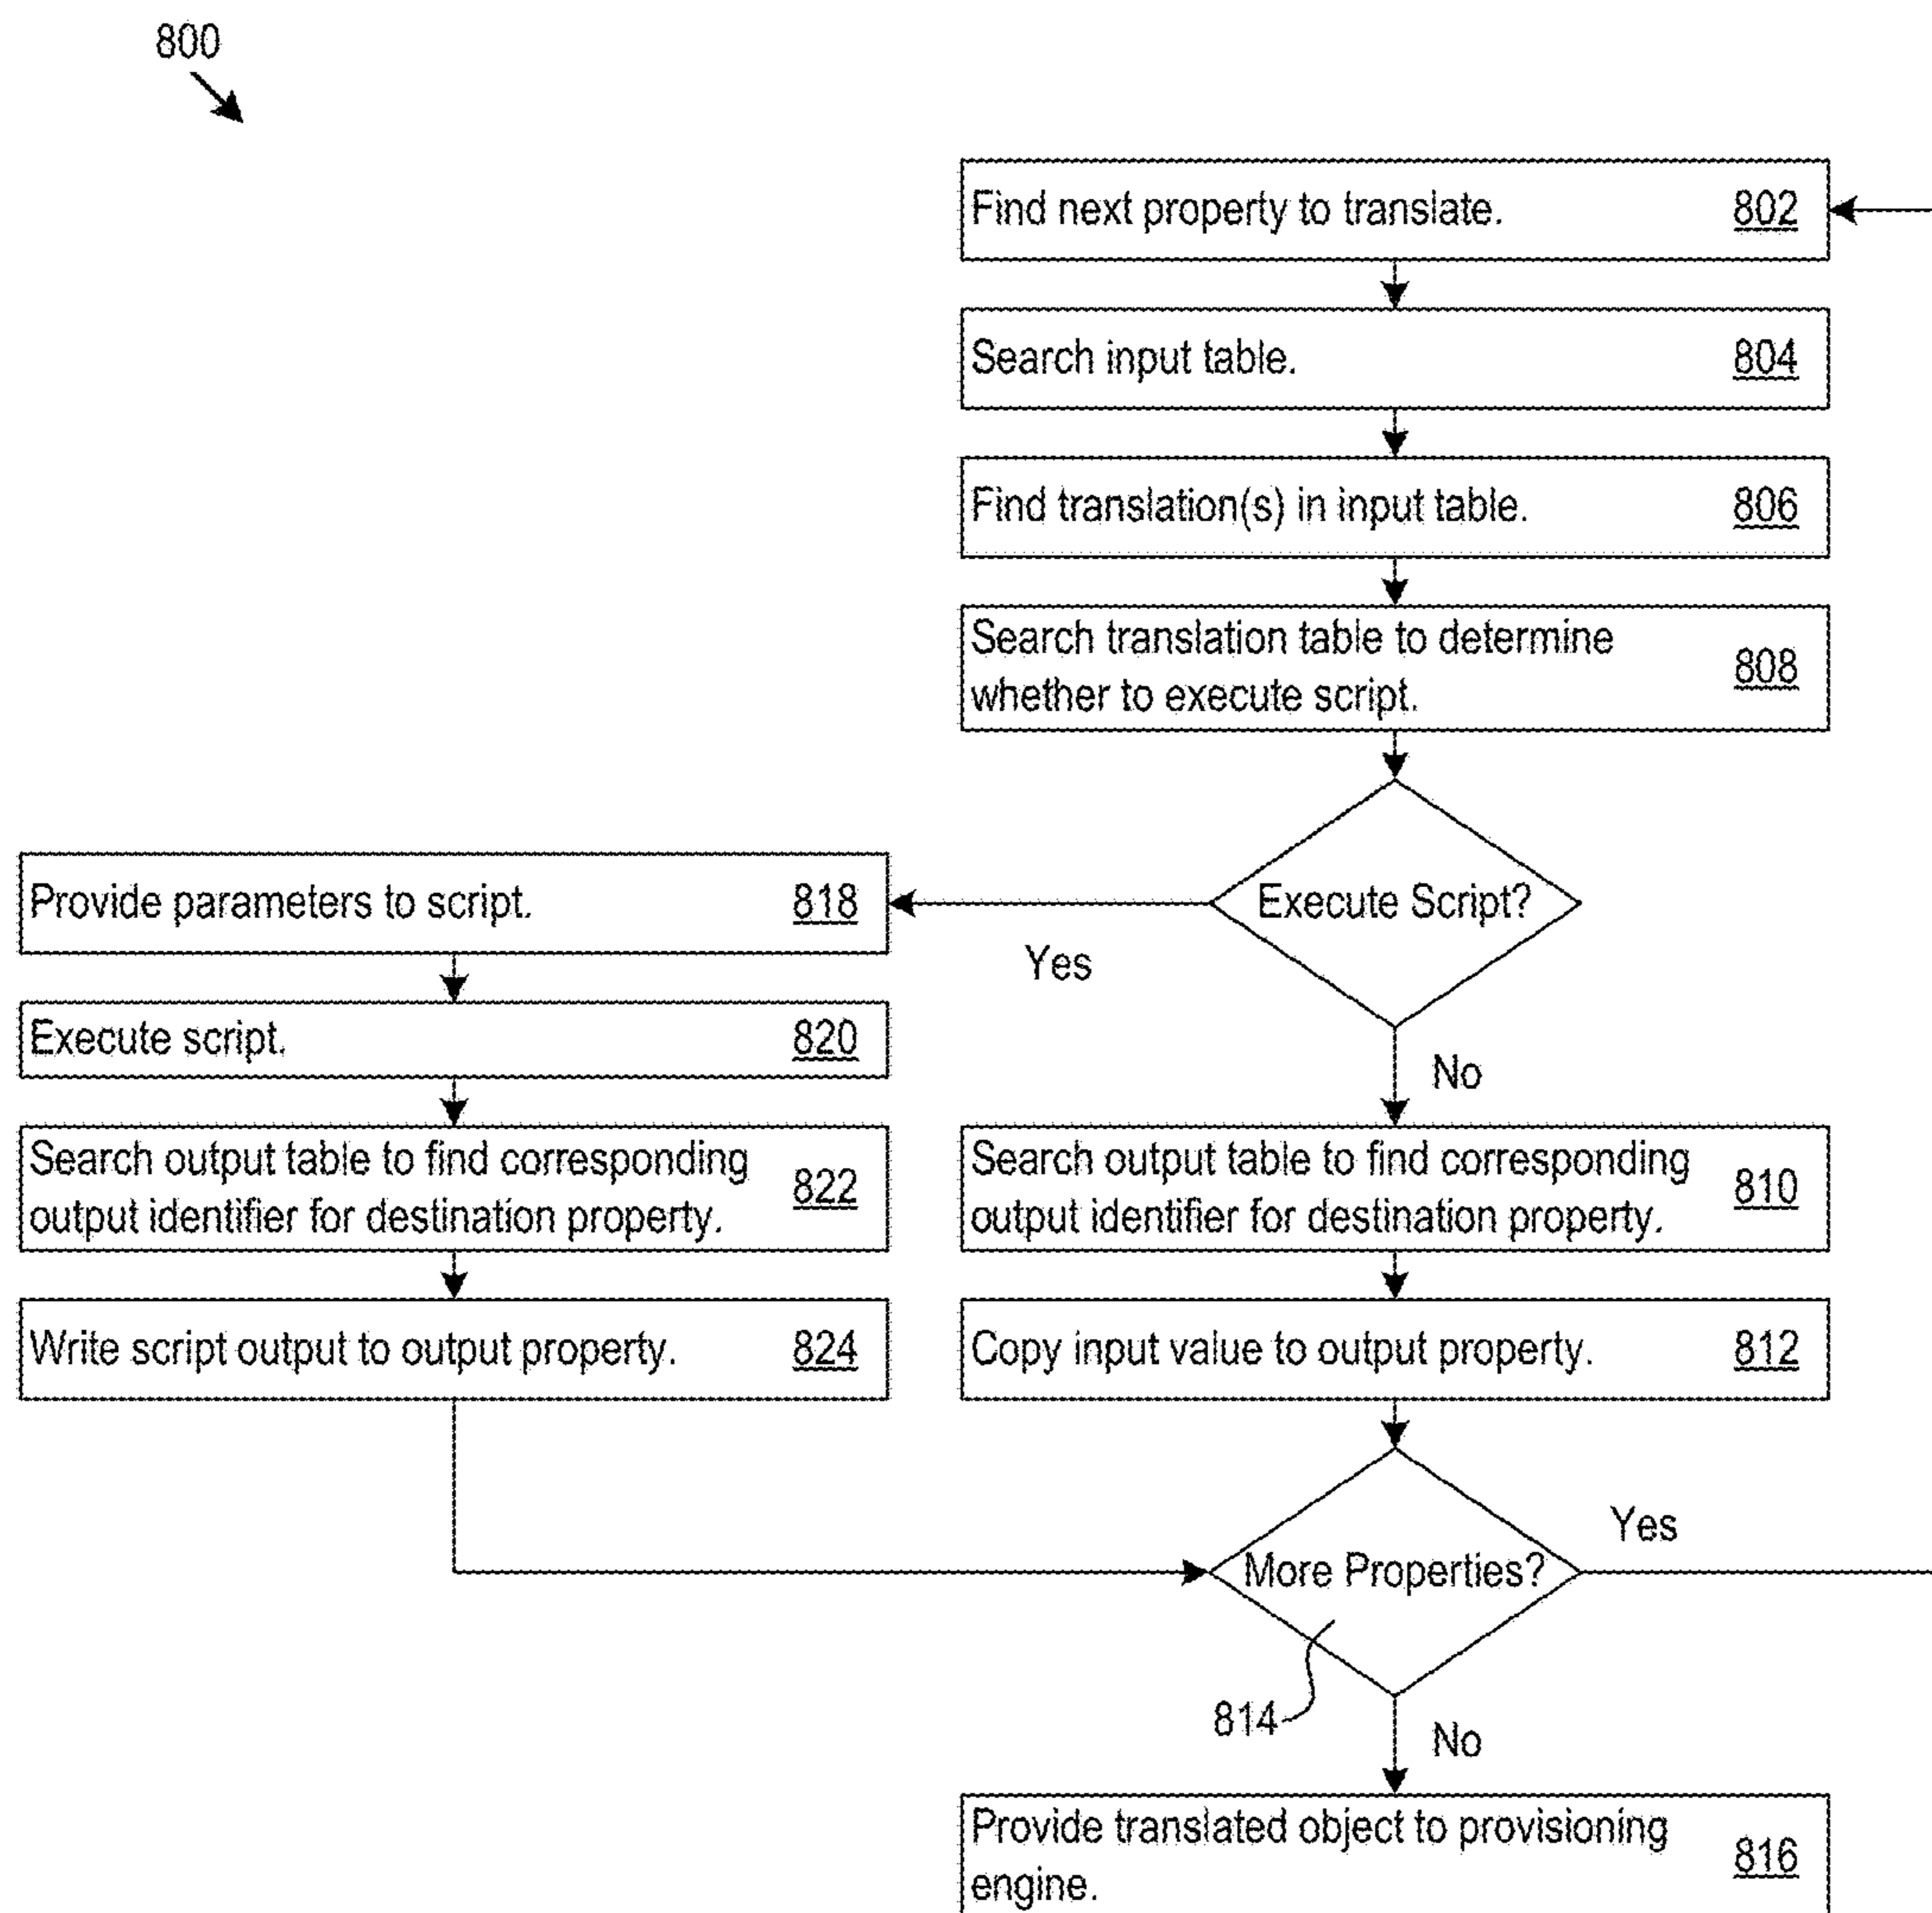 800
Find next property to translate. 802
Search input table. 804
Find translation(s) in input table. 806
Search translation table to determine
whether to execute script. 808
Execute Script?
Yes
No
Provide parameters to script. 818
Execute script. 820
Search output table to find corresponding
output identifier for destination property. 822
Write script output to output property. 824
Search output table to find corresponding
output identifier for destination property. 810
Copy input value to output property. 812
More Properties?
Yes
814
No
Provide translated object to provisioning
engine. 816